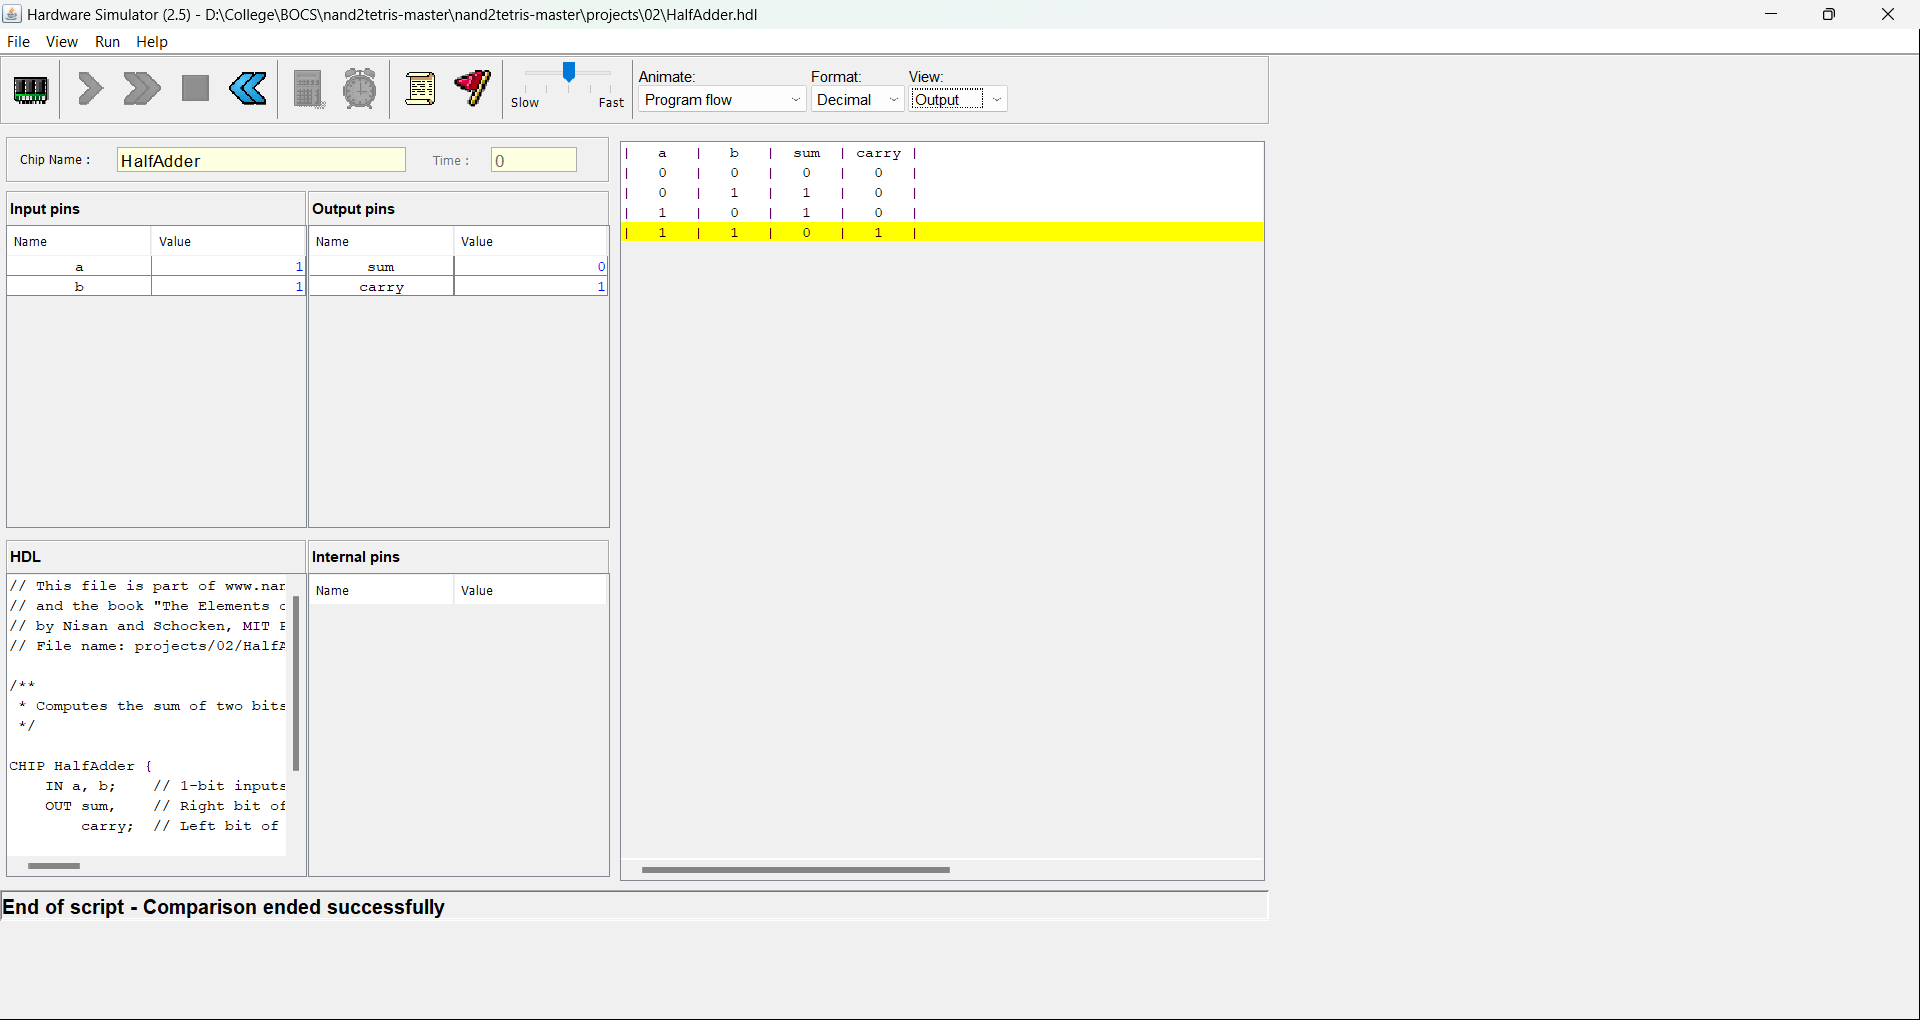 Hardware Simulator (2.5) - D:\College\BOCS\nand2tetris-master\nand2tetris-master\projects\02\HalfAdder.hdl
File View Run Help
Animate: Format: View:
Slow Fast Program flow Decimal Output
Chip Name : HalfAdder Time : 0
Input pins Output pins
Name Value Name Value
a 1 sum 0
b 1 carry 1
| a | b | sum | carry |
| 0 | 0 | 0 | 0 |
| 0 | 1 | 1 | 0 |
| 1 | 0 | 1 | 0 |
| 1 | 1 | 0 | 1 |
HDL Internal pins
Name Value
// This file is part of www.nan
// and the book "The Elements o
// by Nisan and Schocken, MIT P
// File name: projects/02/HalfA
/**
* Computes the sum of two bits
*/
CHIP HalfAdder {
IN a, b; // 1-bit inputs
OUT sum, // Right bit of
carry; // Left bit of
End of script - Comparison ended successfully